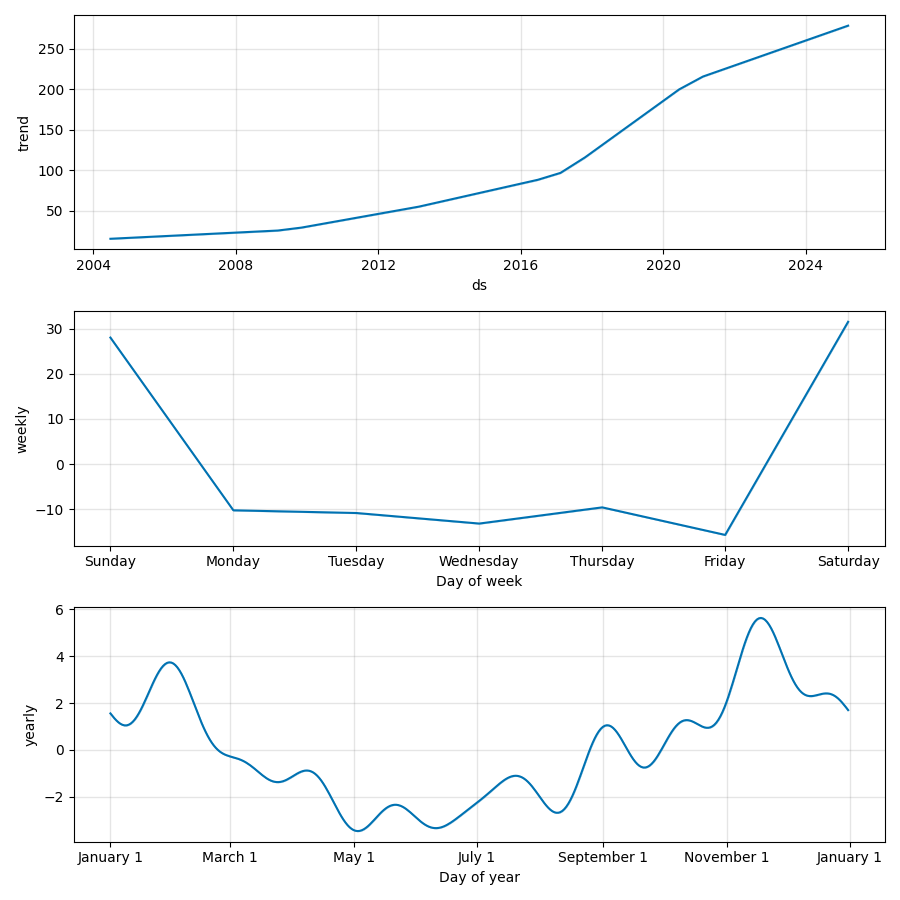 250
200
150
100
50
trend
2004 2008 2012 2016 2020 2024
ds
30
20
10
0
−10
weekly
Sunday Monday Tuesday Wednesday Thursday Friday Saturday
Day of week
6
4
2
0
−2
yearly
January 1 March 1 May 1 July 1 September 1 November 1 January 1
Day of year